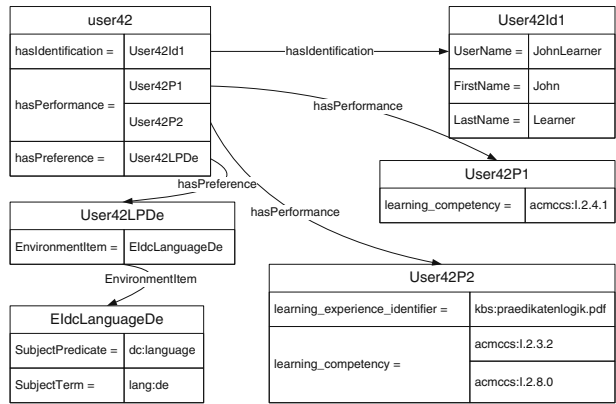 user42
hasIdentification = User42Id1
hasPerformance =
User42P1
User42P2
hasPreference = User42LPDe
hasIdentification
User42Id1
UserName = JohnLearner
FirstName = John
LastName = Learner
hasPerformance
User42P1
learning_competency = acmccs:I.2.4.1
hasPreference
hasPerformance
User42LPDe
EnvironmentItem = EIdcLanguageDe
EnvironmentItem
EIdcLanguageDe
SubjectPredicate = dc:language
SubjectTerm = lang:de
User42P2
learning_experience_identifier = kbs:praedikatenlogik.pdf
learning_competency =
acmccs:I.2.3.2
acmccs:I.2.8.0